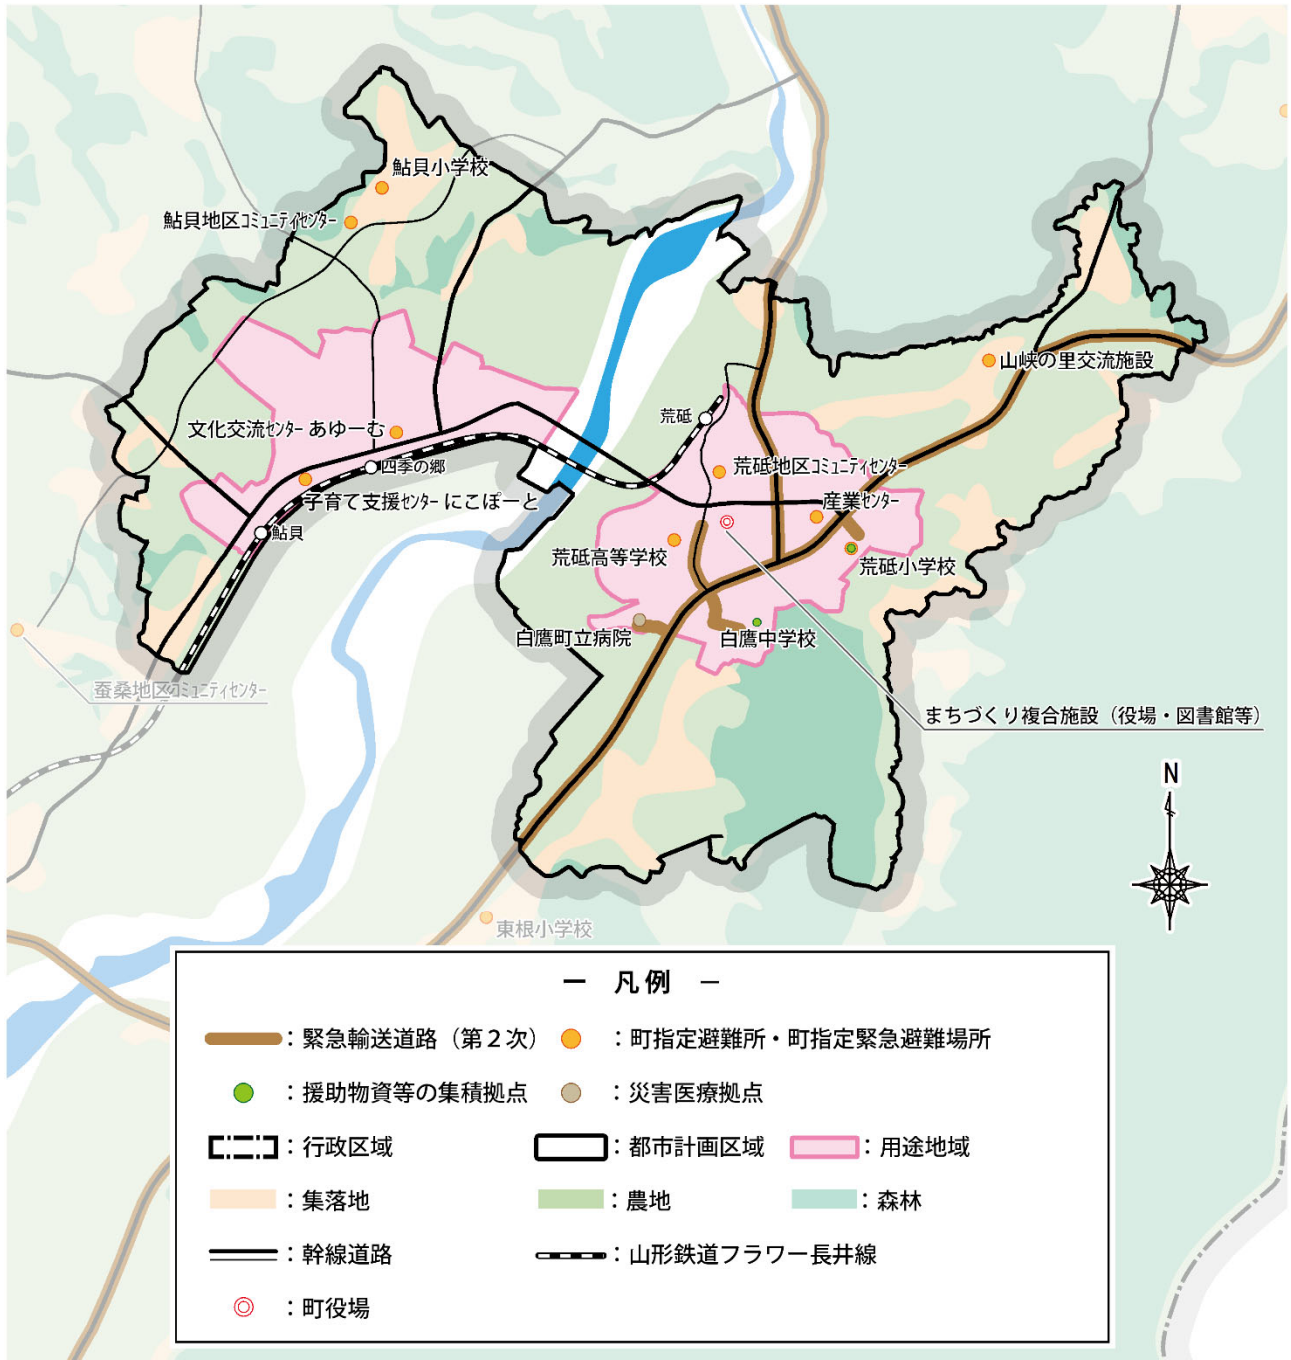 鮎貝小学校
鮎貝地区コミュニティセンター
山峡の里交流施設
荒砥
文化交流センター あゆーむ
荒砥地区コミュニティセンター
四季の郷
子育て支援センター にこぽーと
産業センター
鮎貝
荒砥高等学校
荒砥小学校
白鷹町立病院
白鷹中学校
蚕桑地区コミュニティセンター
まちづくり複合施設（役場・図書館等）
N
東根小学校
ー 凡例 ー
：緊急輸送道路（第２次）
：町指定避難所・町指定緊急避難場所
：援助物資等の集積拠点
：災害医療拠点
：行政区域
：都市計画区域
：用途地域
：集落地
：農地
：森林
：幹線道路
：山形鉄道フラワー長井線
：町役場